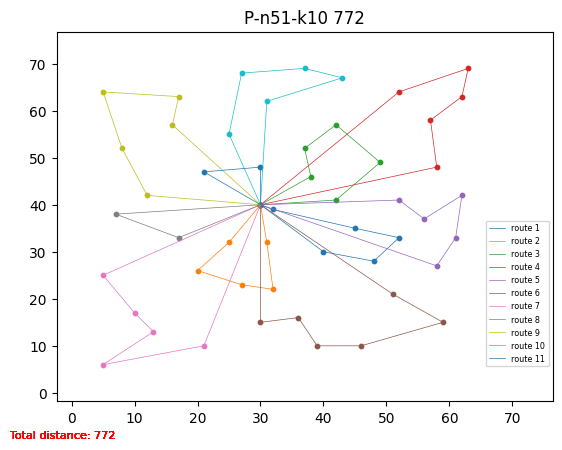 P-n51-k10 772
70
60
50
40
30
20
10
0
0 10 20 30 40 50 60 70
route 1
route 2
route 3
route 4
route 5
route 6
route 7
route 8
route 9
route 10
route 11
Total distance: 772